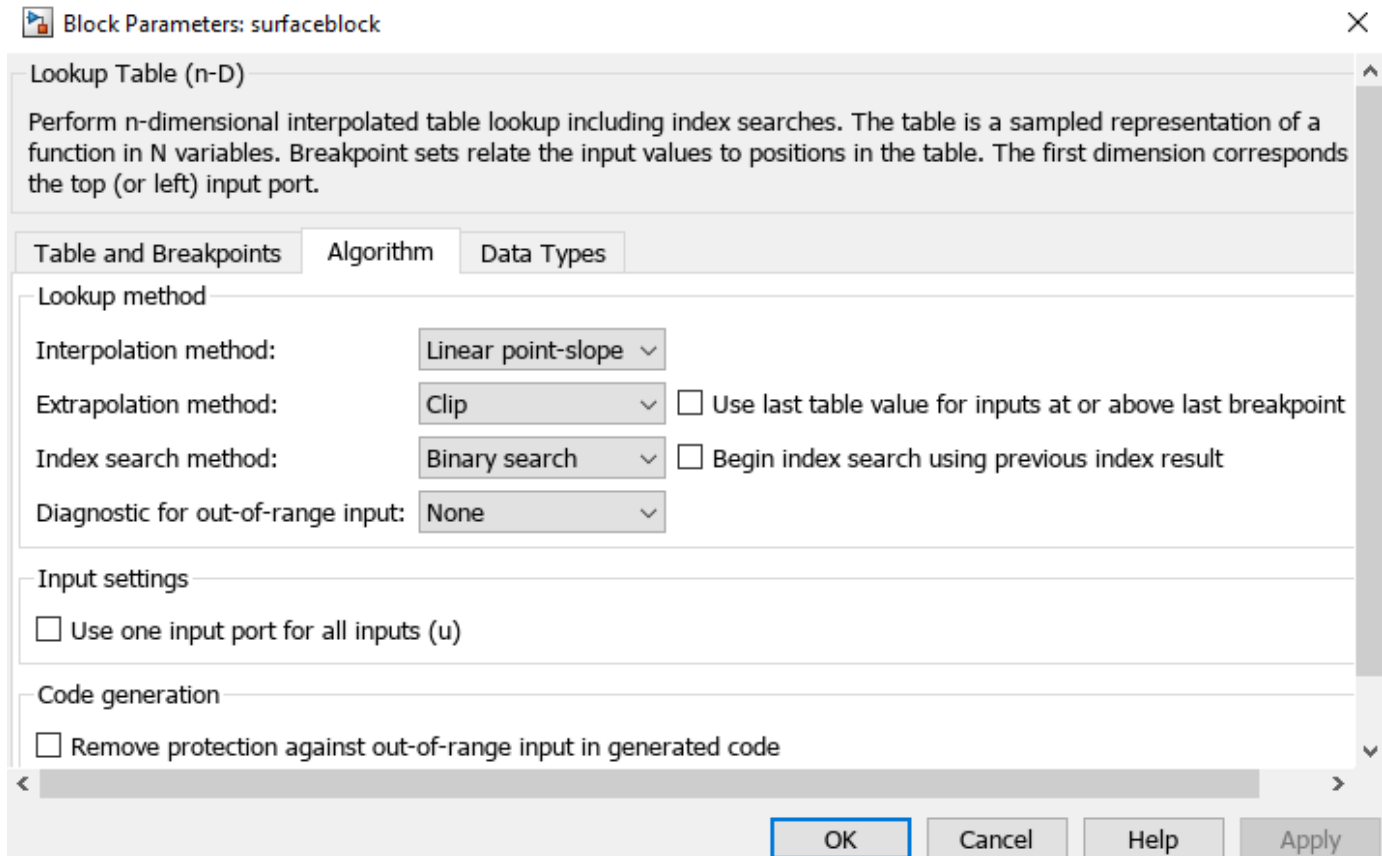 Block Parameters: surfaceblock
Lookup Table (n-D)
Perform n-dimensional interpolated table lookup including index searches. The table is a sampled representation of a
function in N variables. Breakpoint sets relate the input values to positions in the table. The first dimension corresponds
the top (or left) input port.
Table and Breakpoints Algorithm Data Types
Lookup method
Interpolation method: Linear point-slope
Extrapolation method: Clip Use last table value for inputs at or above last breakpoint
Index search method: Binary search Begin index search using previous index result
Diagnostic for out-of-range input: None
Input settings
Use one input port for all inputs (u)
Code generation
Remove protection against out-of-range input in generated code
OK Cancel Help Apply